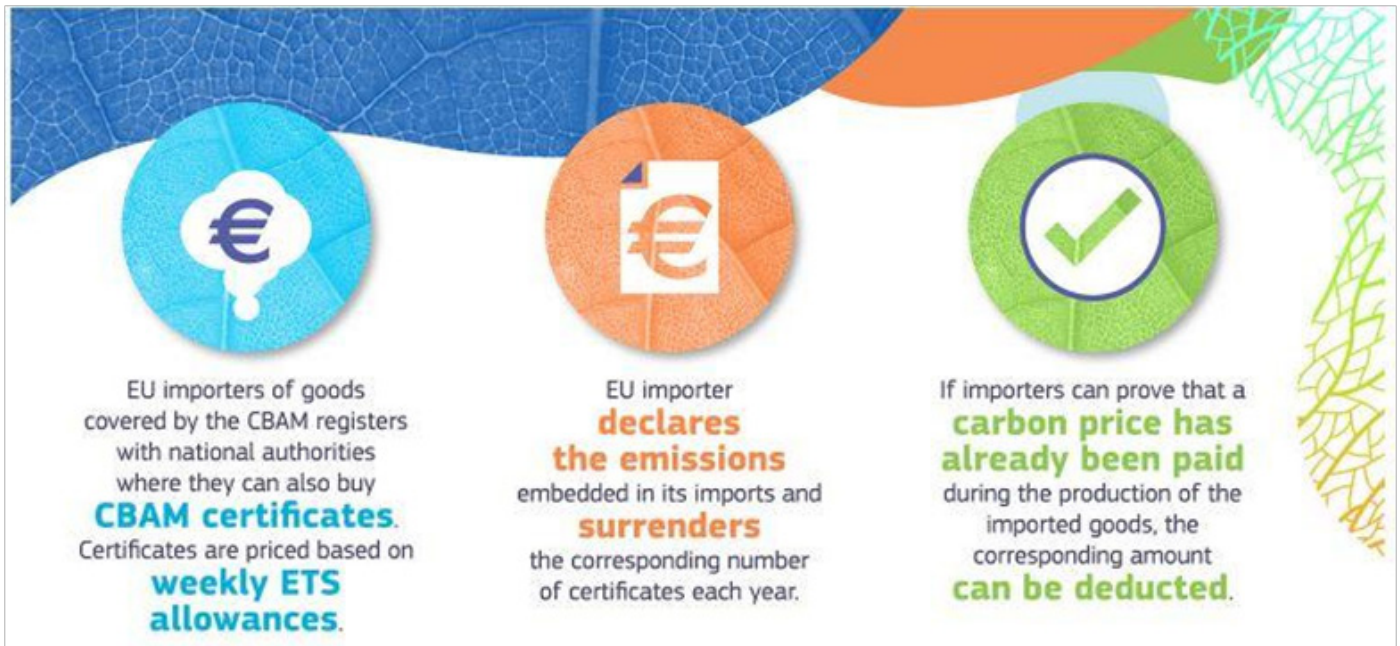 EU importers of goods
covered by the CBAM registers
with national authorities
where they can also buy
CBAM certificates.
Certificates are priced based on
weekly ETS
allowances.
EU importer
declares
the emissions
embedded in its imports and
surrenders
the corresponding number
of certificates each year.
If importers can prove that a
carbon price has
already been paid
during the production of the
imported goods, the
corresponding amount
can be deducted.